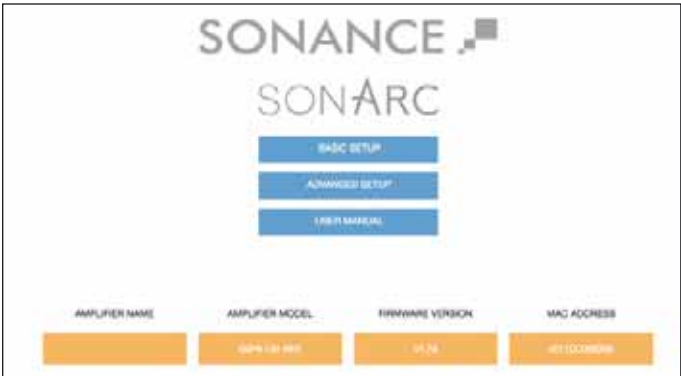 SONANCE
SONARC
BASIC SETUP
ADVANCED SETUP
USER MANUAL
AMPLIFIER NAME AMPLIFIER MODEL FIRMWARE VERSION MAC ADDRESS